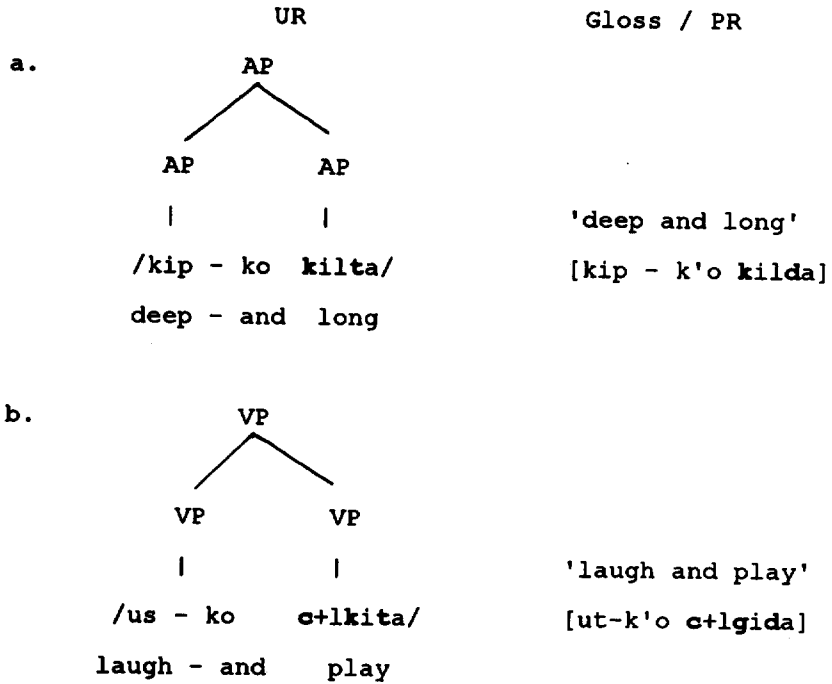 UR Gloss / PR
a. AP
AP AP
| | 'deep and long'
/kip - ko kilta/ [kip - k'o kilda]
deep - and long
b. VP
VP VP
| | 'laugh and play'
/us - ko c+lkita/ [ut-k'o c+lgida]
laugh - and play